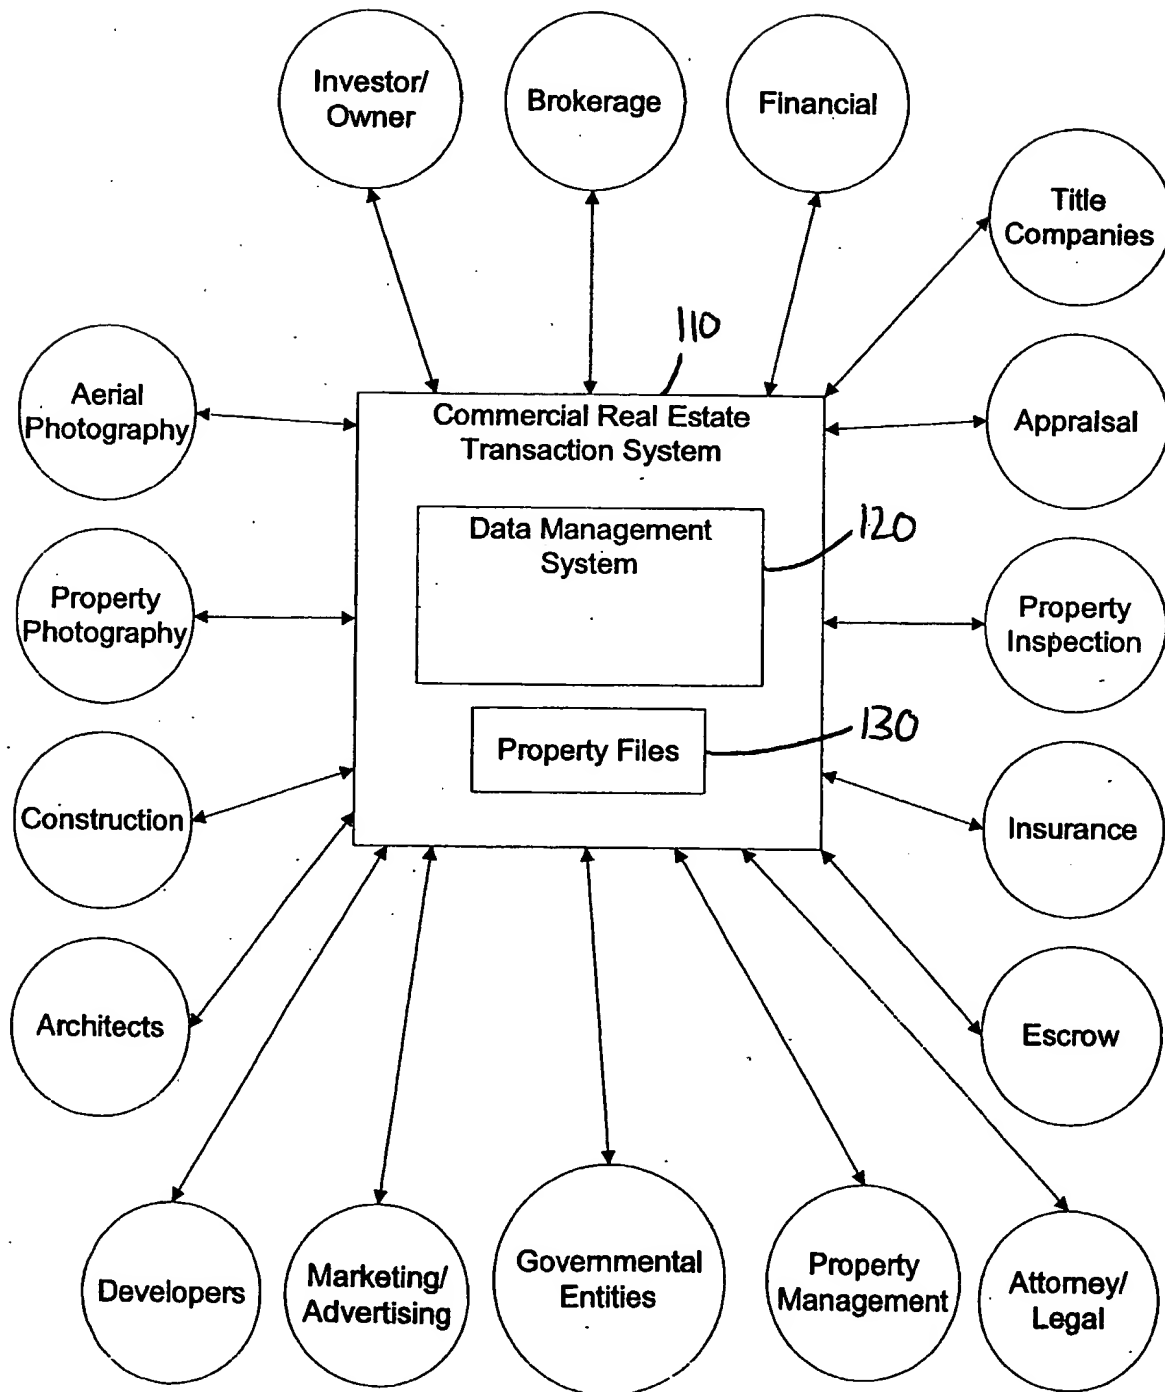 Investor/
Owner
Brokerage
Financial
Title
Companies
110
Aerial
Photography
Commercial Real Estate
Transaction System
Appraisal
Data Management
System
120
Property
Photography
Property
Inspection
Property Files
130
Construction
Insurance
Architects
Escrow
Developers
Marketing/
Advertising
Governmental
Entities
Property
Management
Attorney/
Legal